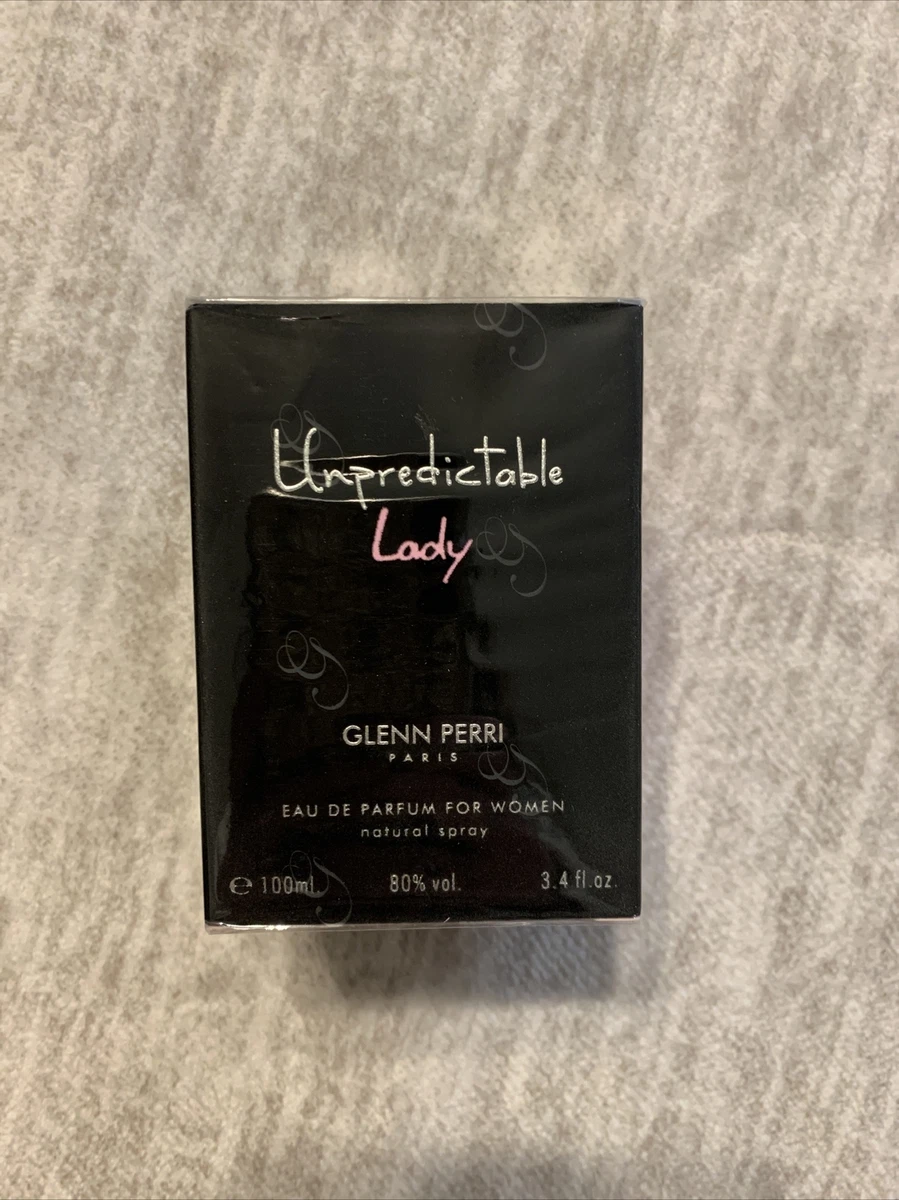 Unpredictable
Lady
GLENN PERRI
PARIS
EAU DE PARFUM FOR WOMEN
natural spray
℮ 100ml. 80% vol. 3.4 fl.oz.